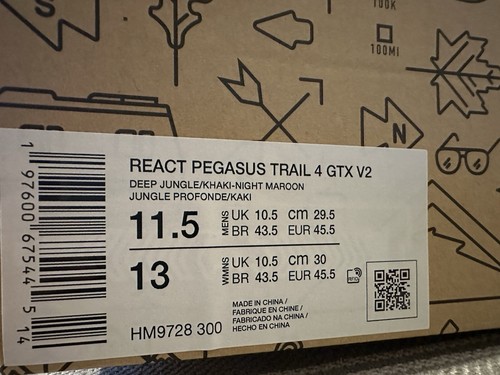 S
100K
100MI
N
REACT PEGASUS TRAIL 4 GTX V2
DEEP JUNGLE/KHAKI-NIGHT MAROON
JUNGLE PROFONDE/KAKI
11.5 MENS UK 10.5 CM 29.5
BR 43.5 EUR 45.5
13 WMNS UK 10.5 CM 30
BR 43.5 EUR 45.5
RFID
MADE IN CHINA /
FABRIQUE EN CHINE /
FABRICADO NA CHINA /
HECHO EN CHINA
HM9728 300
1 97600 67544 5 14